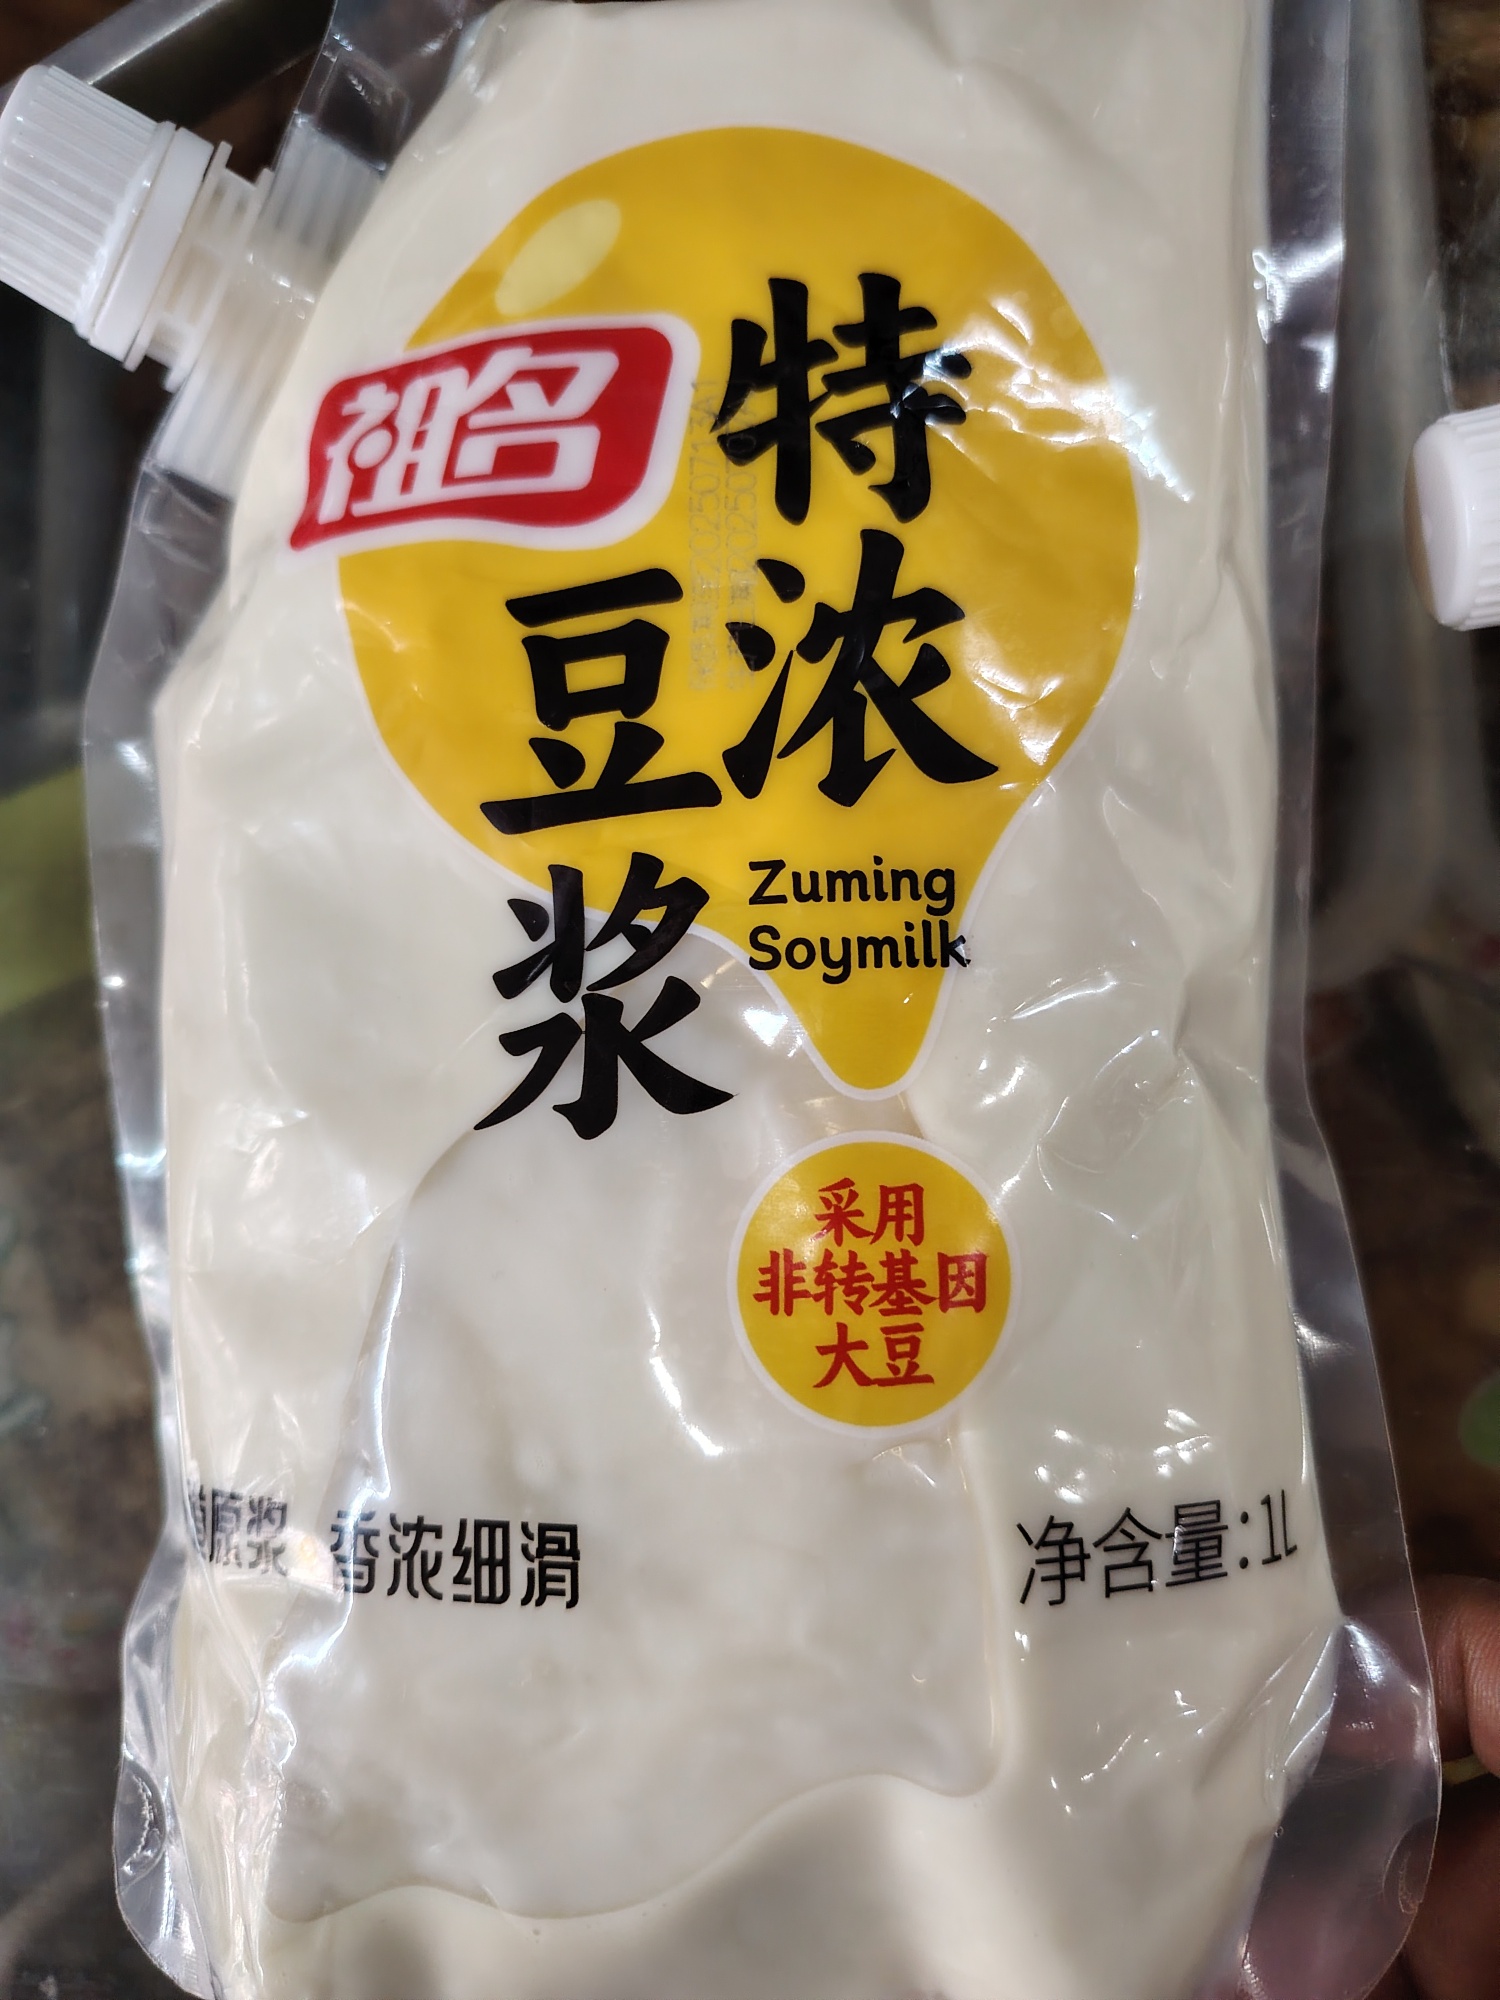 祖名
特浓
豆浆
Zuming
Soymilk
采用
非转基因
大豆
原浆 香浓细滑
净含量:1L